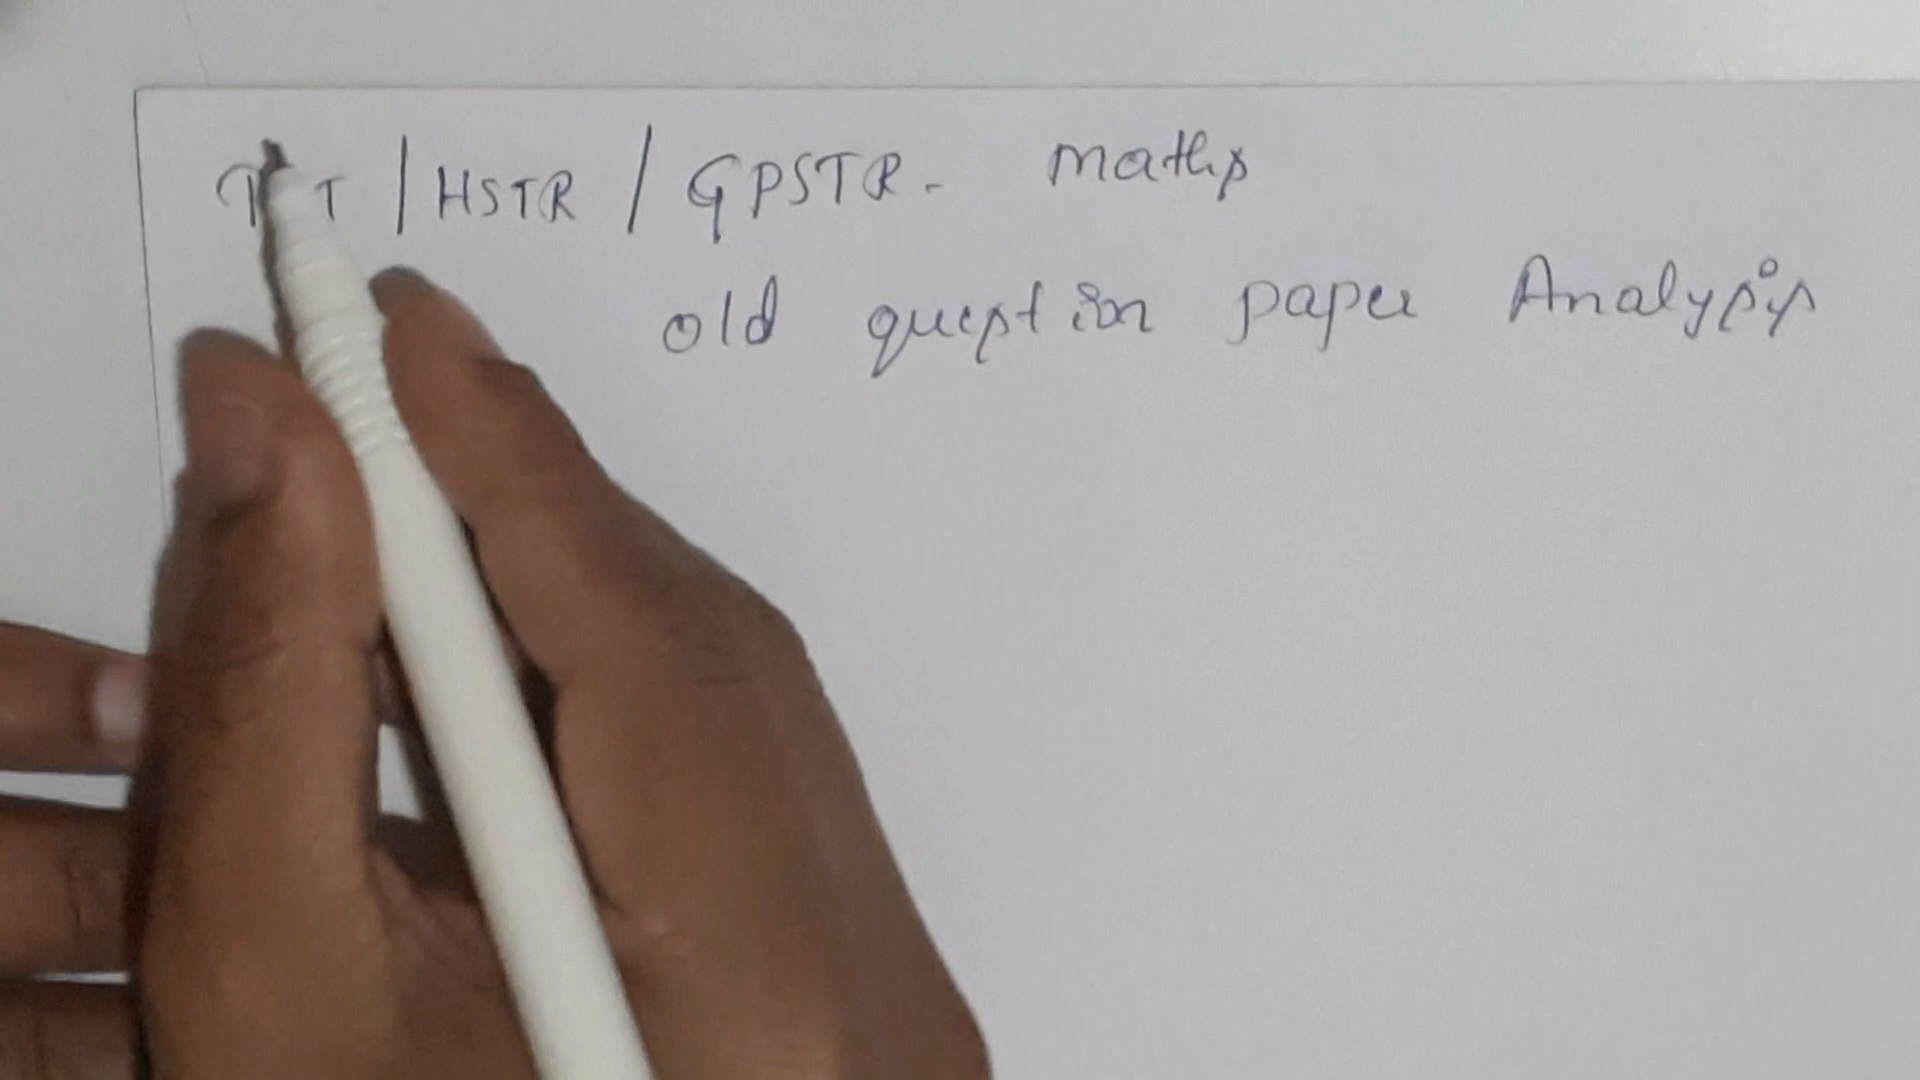 / HSTR / GPSTR - maths
old question paper Analysis